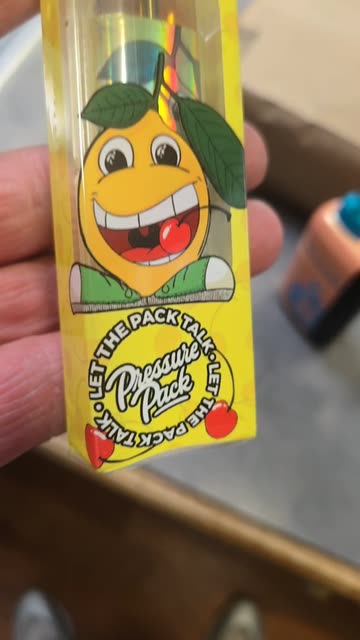 LET THE PACK TALK • LET THE PACK TALK •
Pressure
Pack